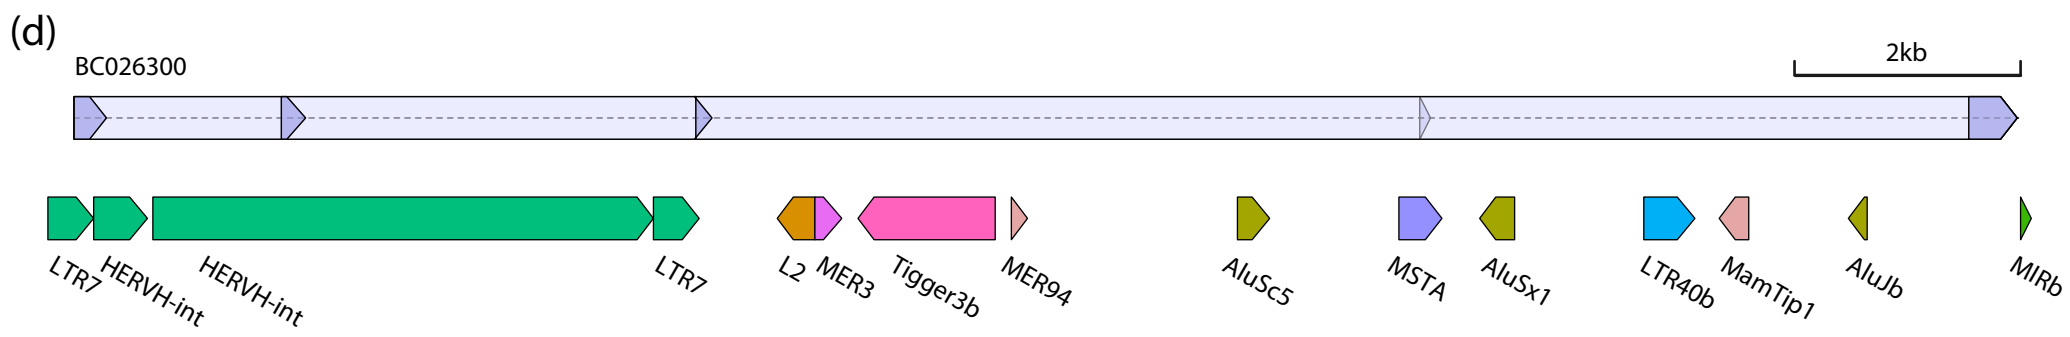 (d)
BC026300
2kb
LTR7
HERVH-int
HERVH-int
LTR7
L2
MER3
Tigger3b
MER94
AluSc5
MSTA
AluSx1
LTR40b
MamTip1
AluJb
MIRb